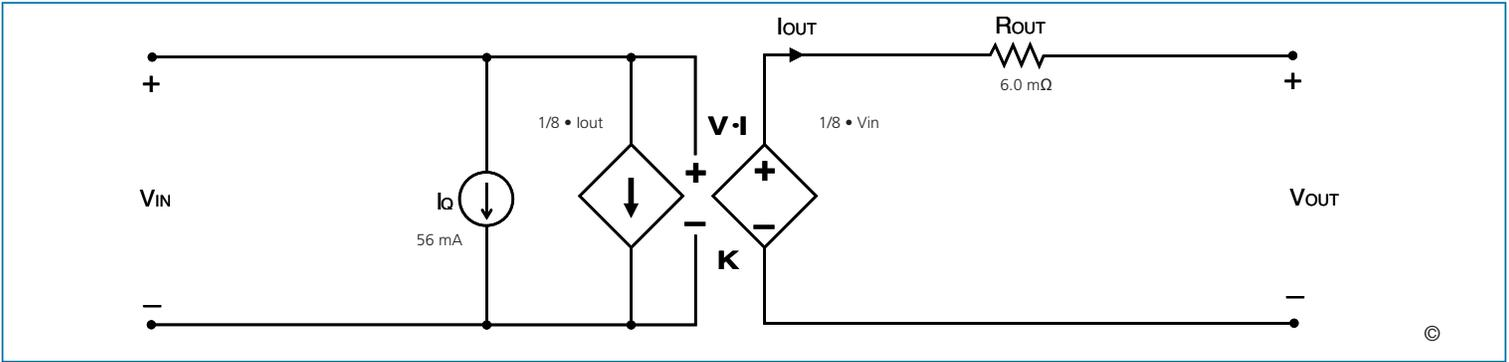 IOUT
ROUT
+
6.0 mΩ
+
1/8 • Iout
V•I
1/8 • Vin
+
+
VIN
IQ
VOUT
–
–
56 mA
K
–
–
©